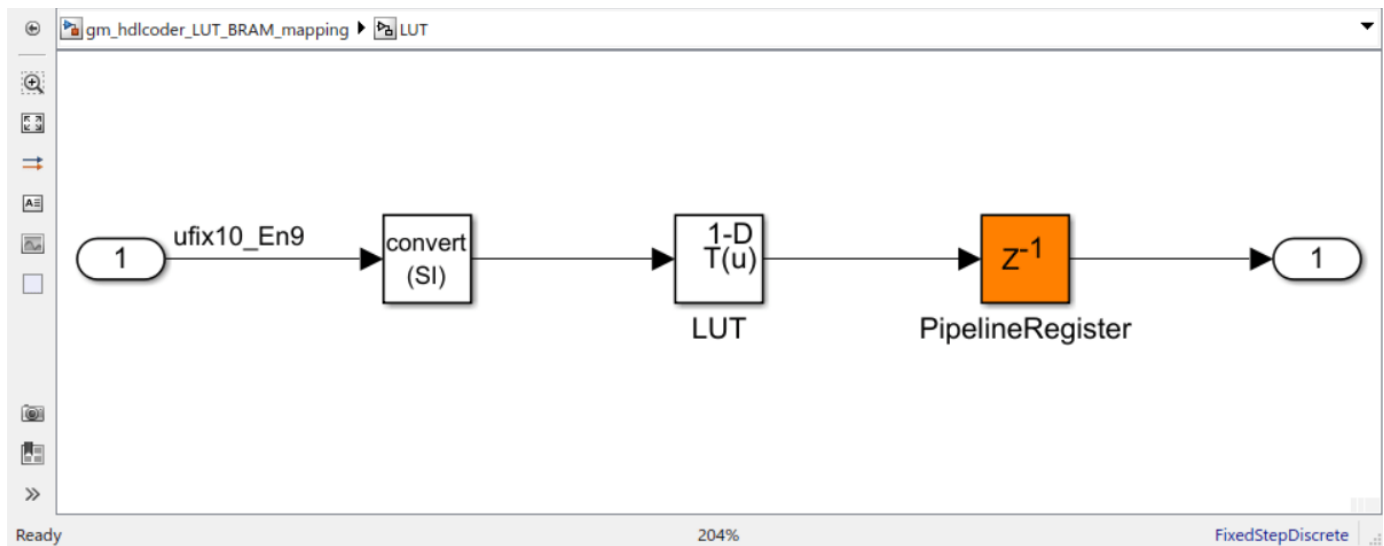 gm_hdlcoder_LUT_BRAM_mapping LUT
1
ufix10_En9
convert
(SI)
1-D
T(u)
LUT
Z-1
PipelineRegister
1
Ready
204%
FixedStepDiscrete